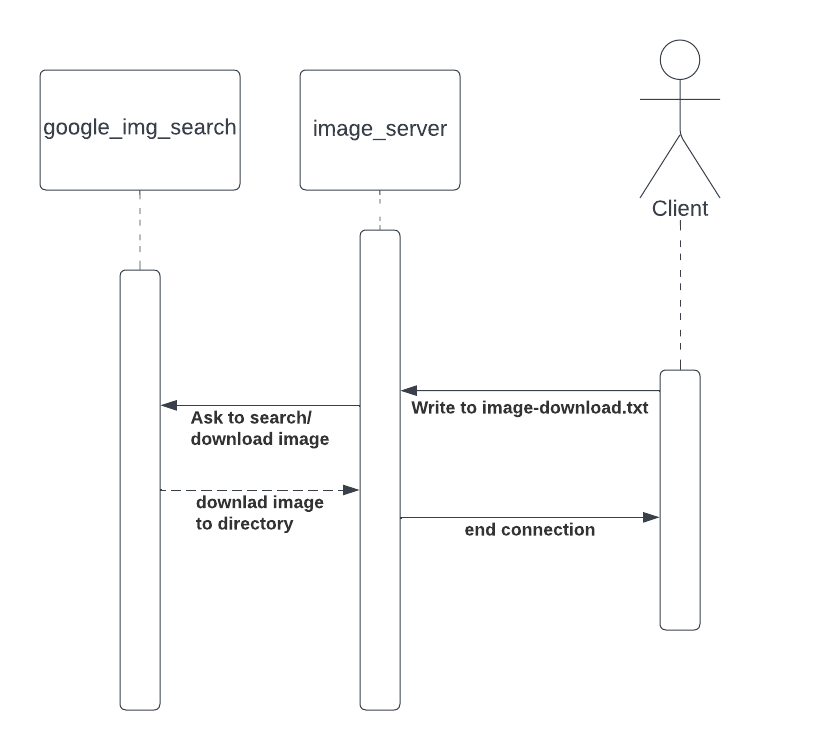 google_img_search
image_server
Client
Write to image-download.txt
Ask to search/
download image
downlad image
to directory
end connection